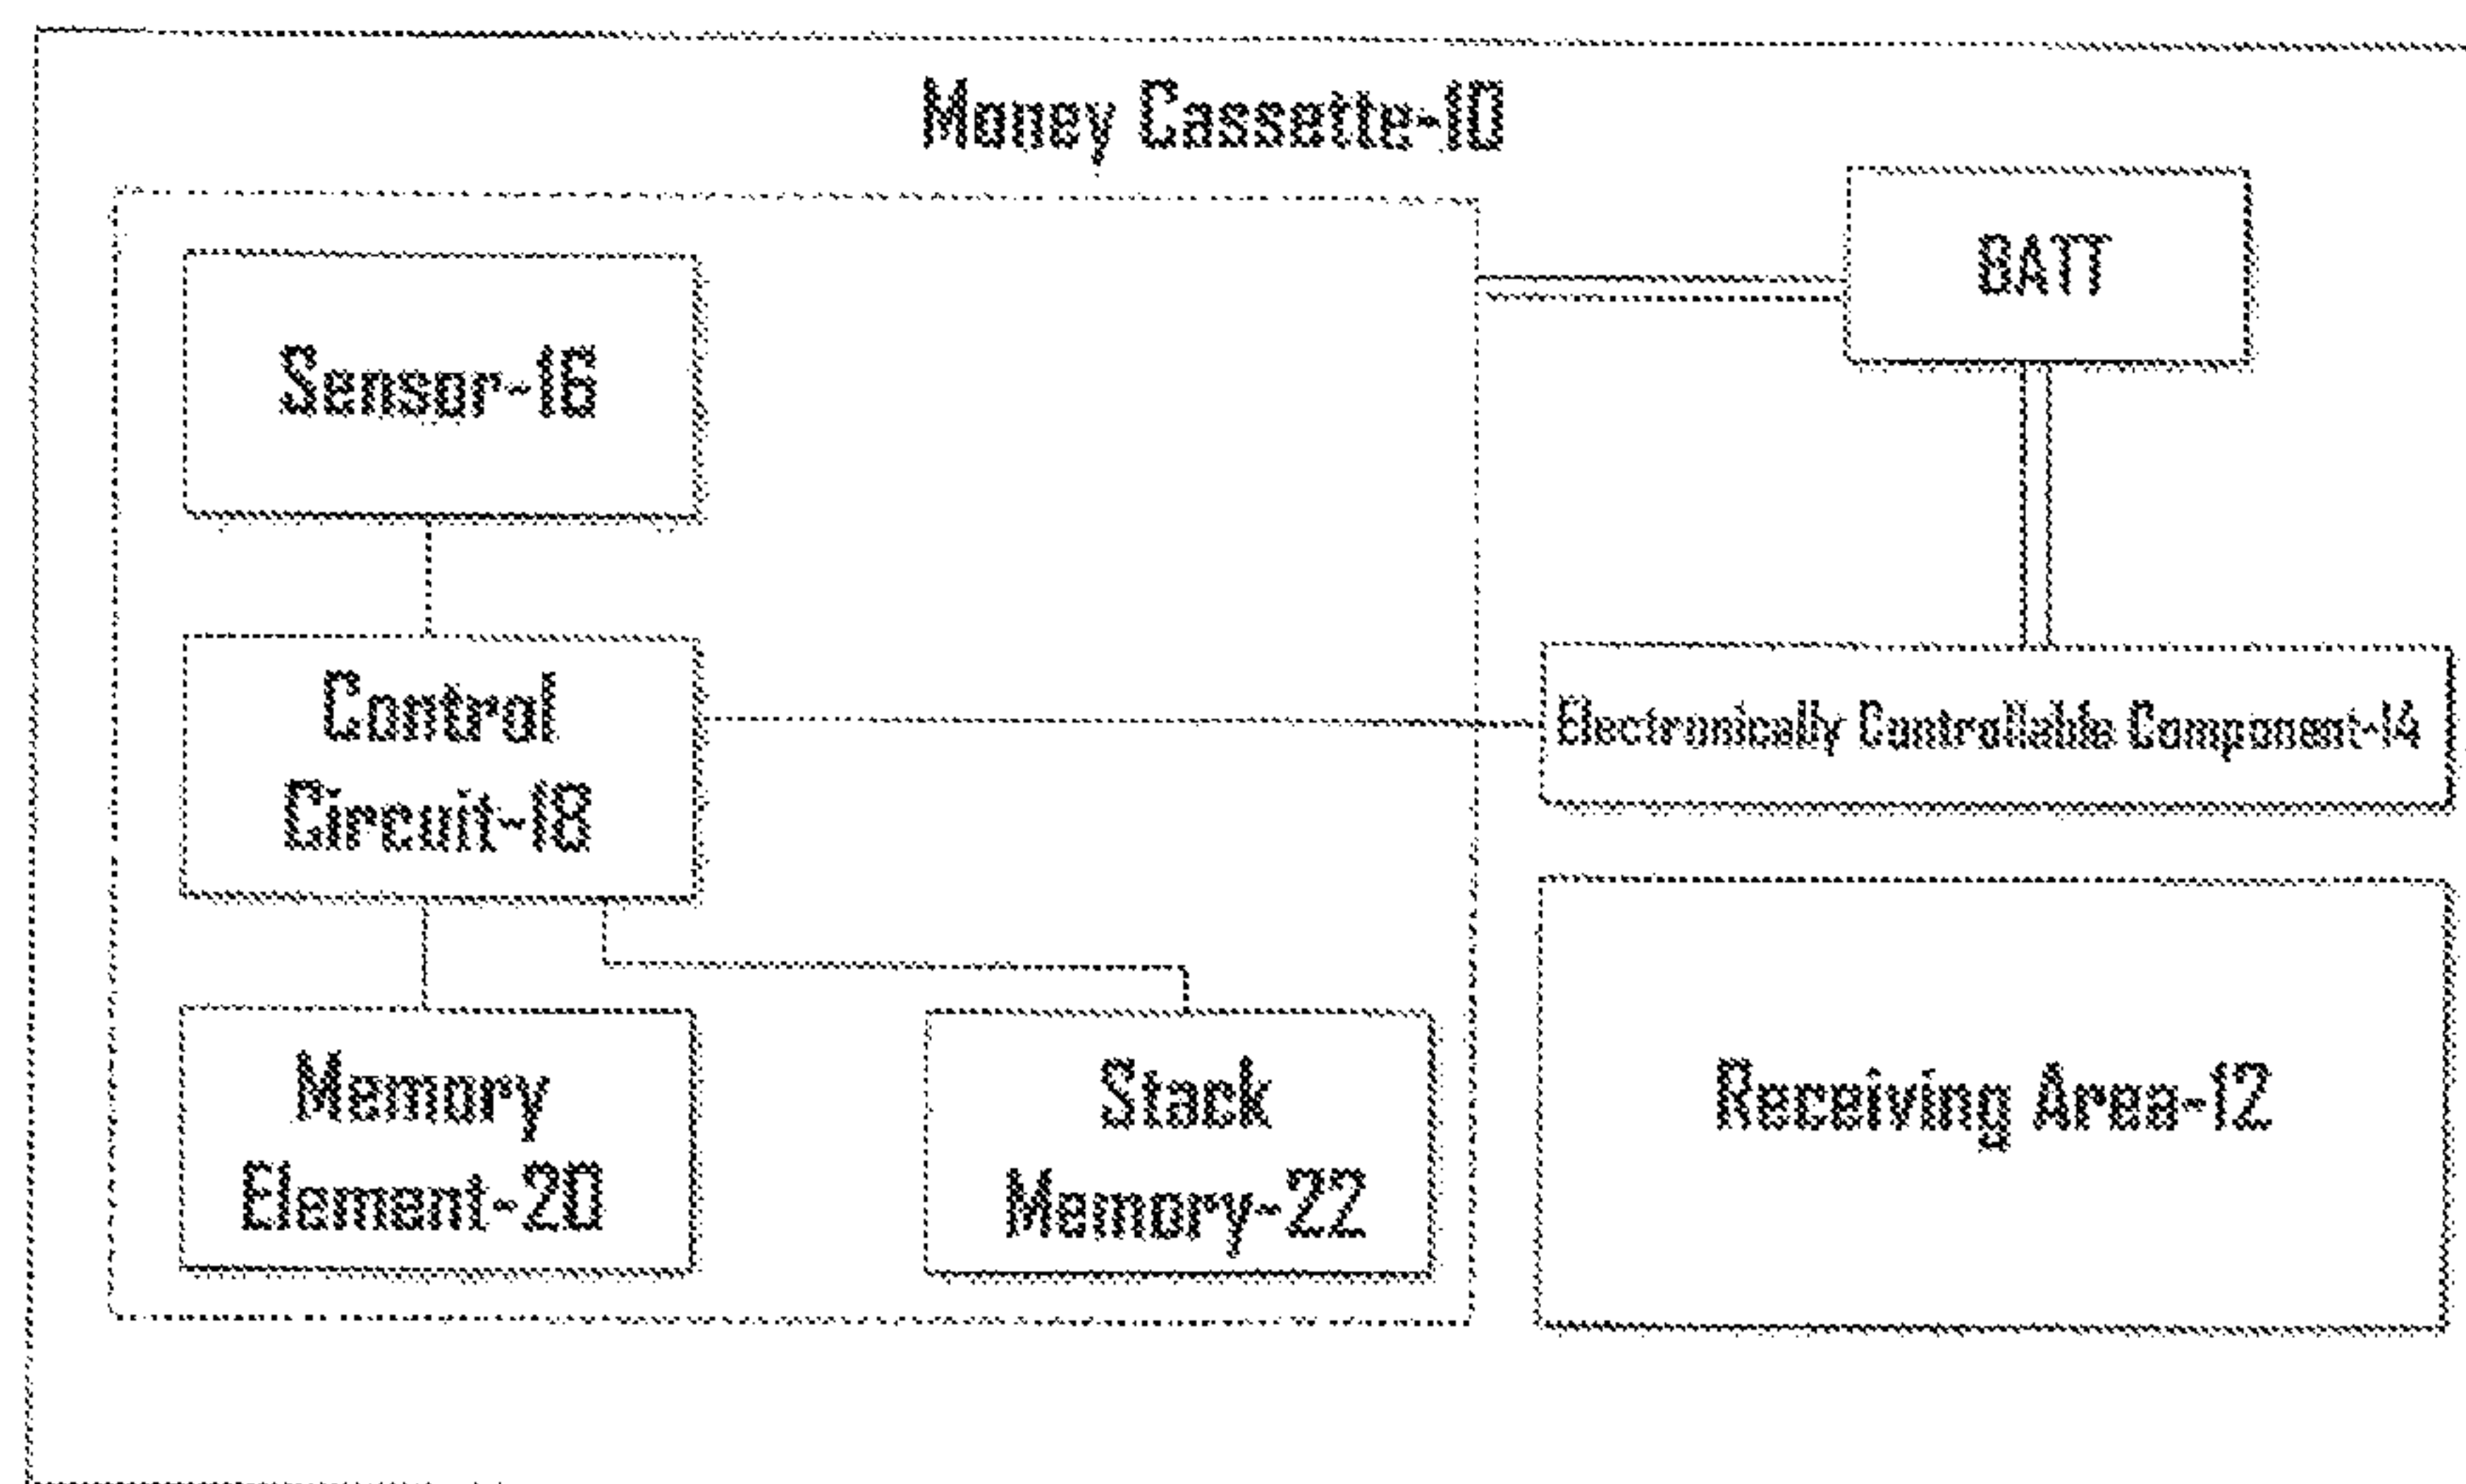 Money Cassette-10
BATT
Sensor-16
Control
Circuit-18
Electronically Controllable Component-14
Memory
Element-20
Stack
Memory-22
Receiving Area-12